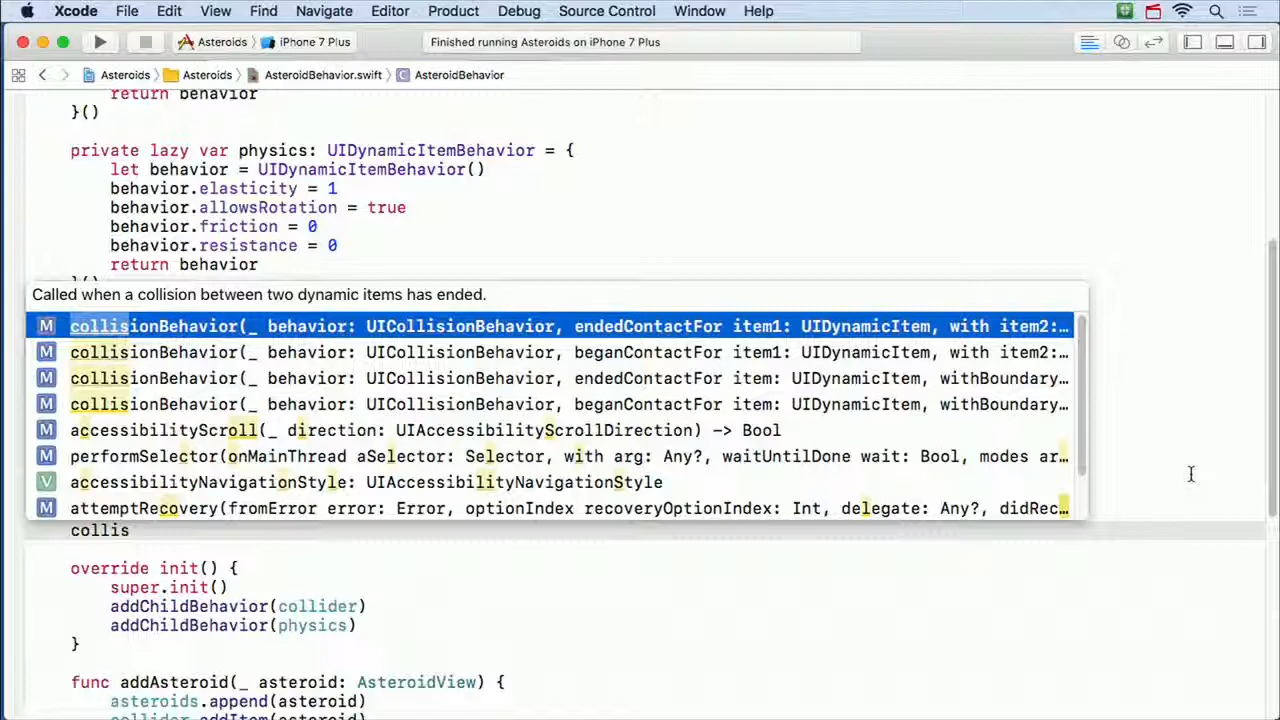 Xcode File Edit View Find Navigate Editor Product Debug Source Control Window Help
Asteroids iPhone 7 Plus Finished running Asteroids on iPhone 7 Plus
Asteroids Asteroids AsteroidBehavior.swift C AsteroidBehavior
return behavior
}()
private lazy var physics: UIDynamicItemBehavior = {
let behavior = UIDynamicItemBehavior()
behavior.elasticity = 1
behavior.allowsRotation = true
behavior.friction = 0
behavior.resistance = 0
return behavior
}()
Called when a collision between two dynamic items has ended.
M collisionBehavior(_ behavior: UICollisionBehavior, endedContactFor item1: UIDynamicItem, with item2:…
M collisionBehavior(_ behavior: UICollisionBehavior, beganContactFor item1: UIDynamicItem, with item2:…
M collisionBehavior(_ behavior: UICollisionBehavior, endedContactFor item: UIDynamicItem, withBoundary…
M collisionBehavior(_ behavior: UICollisionBehavior, beganContactFor item: UIDynamicItem, withBoundary…
M accessibilityScroll(_ direction: UIAccessibilityScrollDirection) -> Bool
M performSelector(onMainThread aSelector: Selector, with arg: Any?, waitUntilDone wait: Bool, modes ar…
V accessibilityNavigationStyle: UIAccessibilityNavigationStyle
M attemptRecovery(fromError error: Error, optionIndex recoveryOptionIndex: Int, delegate: Any?, didRec…
collis
override init() {
super.init()
addChildBehavior(collider)
addChildBehavior(physics)
}
func addAsteroid(_ asteroid: AsteroidView) {
asteroids.append(asteroid)
collider.addItem(asteroid)